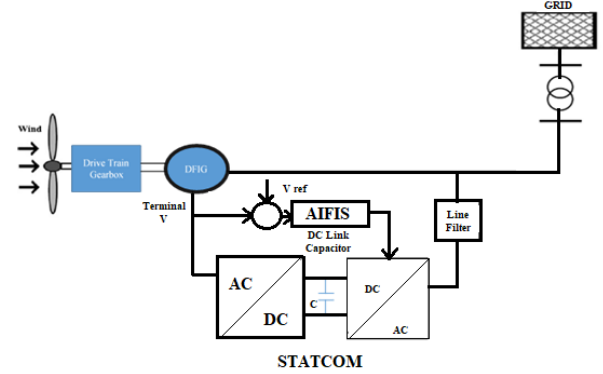 GRID
Wind
Drive Train
Gearbox
DFIG
Terminal
V
V ref
AIFIS
DC Link
Capacitor
Line
Filter
AC
DC
C
DC
AC
STATCOM